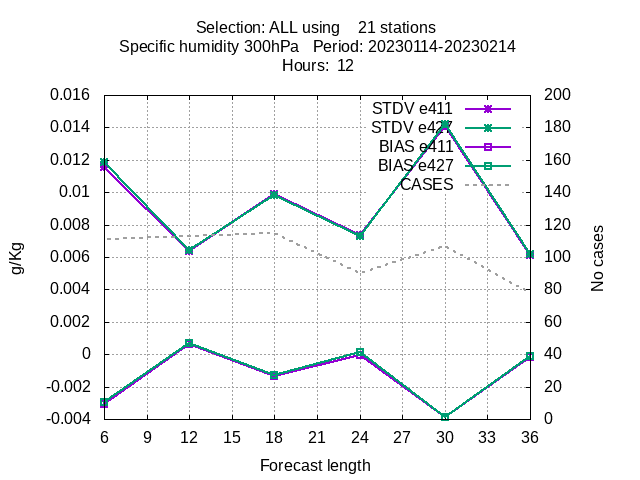 Selection: ALL using 21 stations
Specific humidity 300hPa Period: 20230114-20230214
Hours: 12
0.016 200
0.014 180
0.012 160
0.01 140
0.008 120
0.006 100
0.004 80
0.002 60
0 40
-0.002 20
-0.004 0
STDV e411
STDV e427
BIAS e411
BIAS e427
CASES
g/Kg
No cases
6 9 12 15 18 21 24 27 30 33 36
Forecast length